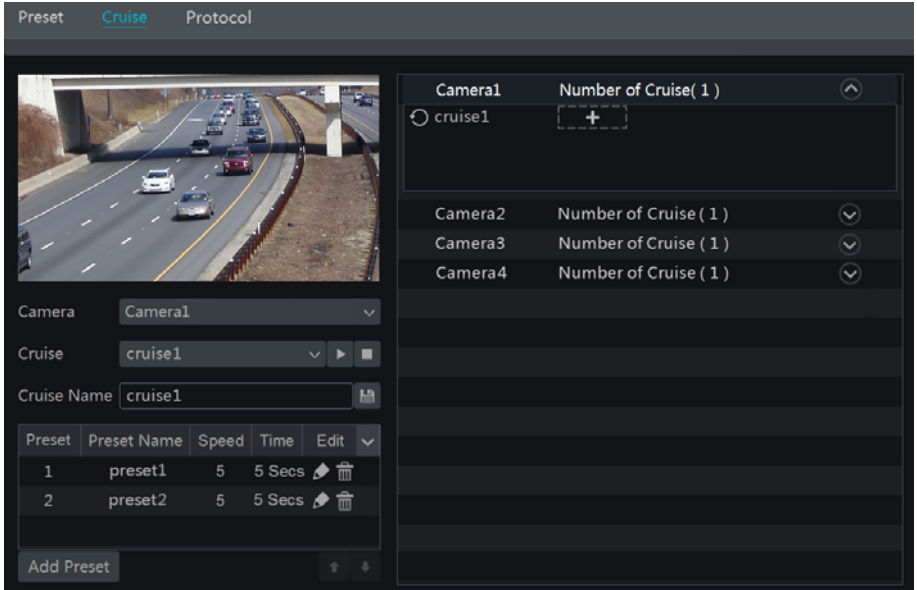 Preset Cruise Protocol
Camera1 Number of Cruise( 1 )
cruise1 +
Camera2 Number of Cruise ( 1 )
Camera3 Number of Cruise ( 1 )
Camera4 Number of Cruise ( 1 )
Camera Camera1
Cruise cruise1
Cruise Name cruise1
Preset Preset Name Speed Time Edit
1 preset1 5 5 Secs
2 preset2 5 5 Secs
Add Preset